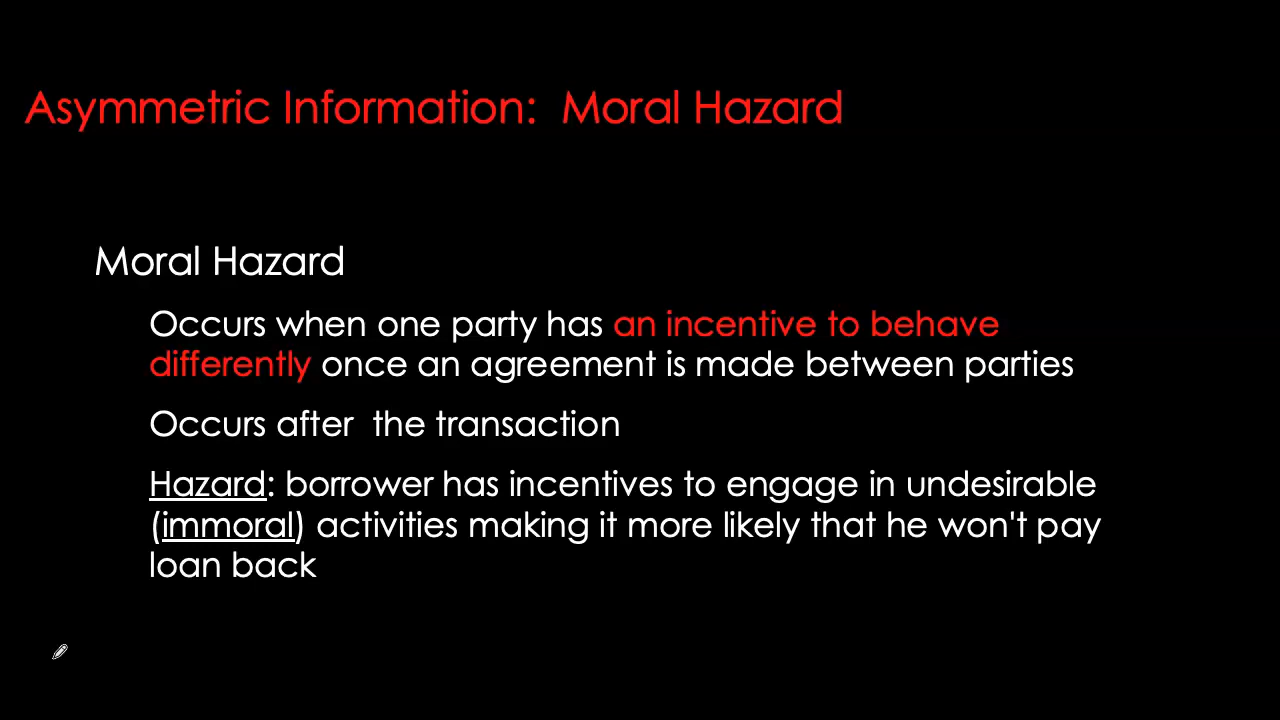 Asymmetric Information:  Moral Hazard
Moral Hazard
Occurs when one party has an incentive to behave
differently once an agreement is made between parties
Occurs after  the transaction
Hazard: borrower has incentives to engage in undesirable
(immoral) activities making it more likely that he won't pay
loan back